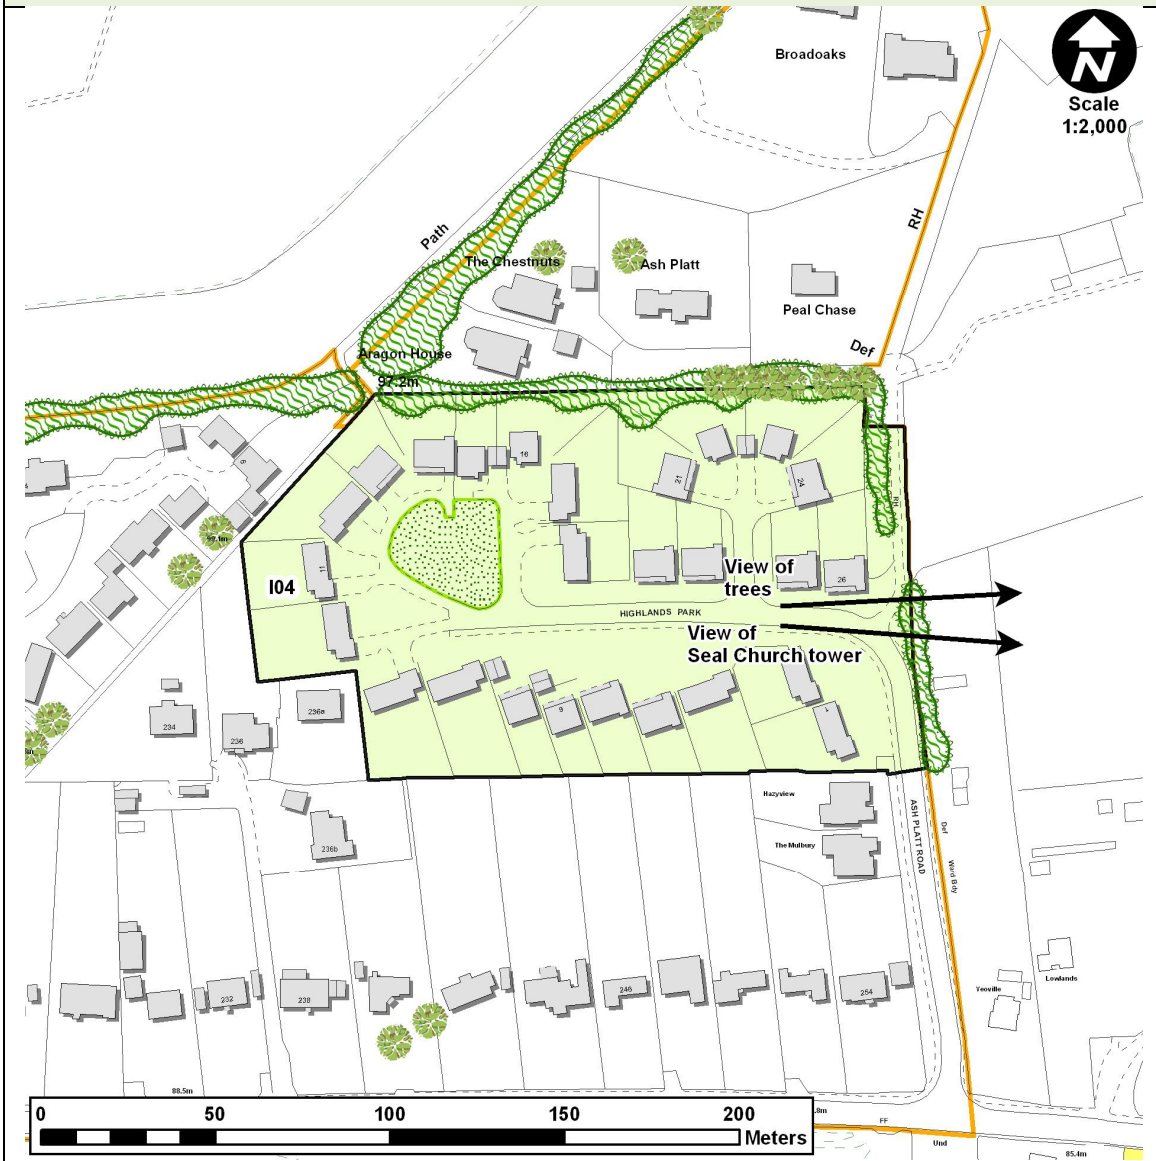 Broadoaks
N
Scale
1:2,000
RH
Path
The Chestnuts
Ash Platt
Peal Chase
Def
Aragon House
97.2m
16
21
24
11
I04
View of
trees
26
HIGHLANDS PARK
View of
Seal Church tower
9
1
234
236
236a
236b
Hazyview
The Mulbury
ASH PLATT ROAD
Def
Ward Bdy
Lowlands
Yeoville
232
238
246
254
88.5m
FF
Und
85.4m
0 50 100 150 200
Meters